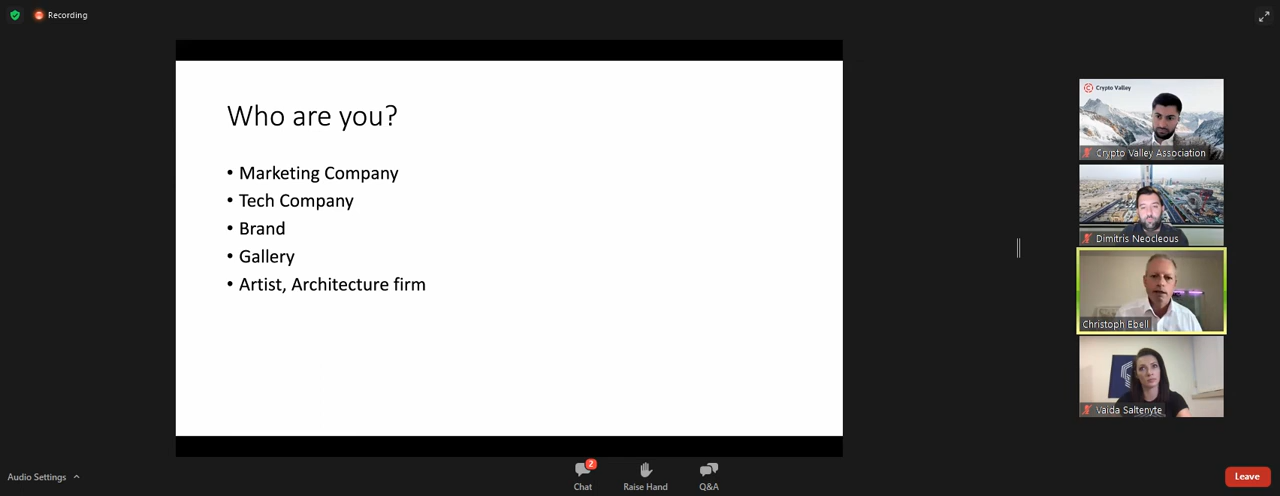 Recording
Who are you?
• Marketing Company
• Tech Company
• Brand
• Gallery
• Artist, Architecture firm
Crypto Valley
Crypto Valley Association
Dimitris Neocleous
Christoph Ebell
Vaida Saltenyte
Audio Settings
2
Chat
Raise Hand
Q&A
Leave